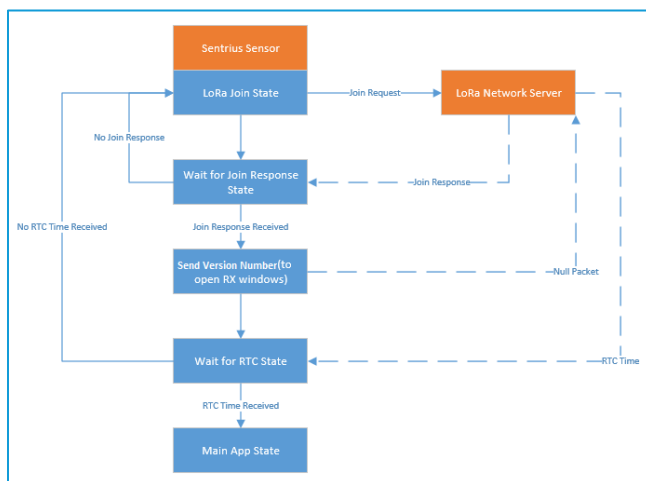 Sentrius Sensor
LoRa Join State
Join Request
LoRa Network Server
No Join Response
Wait for Join Response
State
Join Response
No RTC Time Received
Join Response Received
Send Version Number(to
open RX windows)
Null Packet
Wait for RTC State
RTC Time
RTC Time Received
Main App State